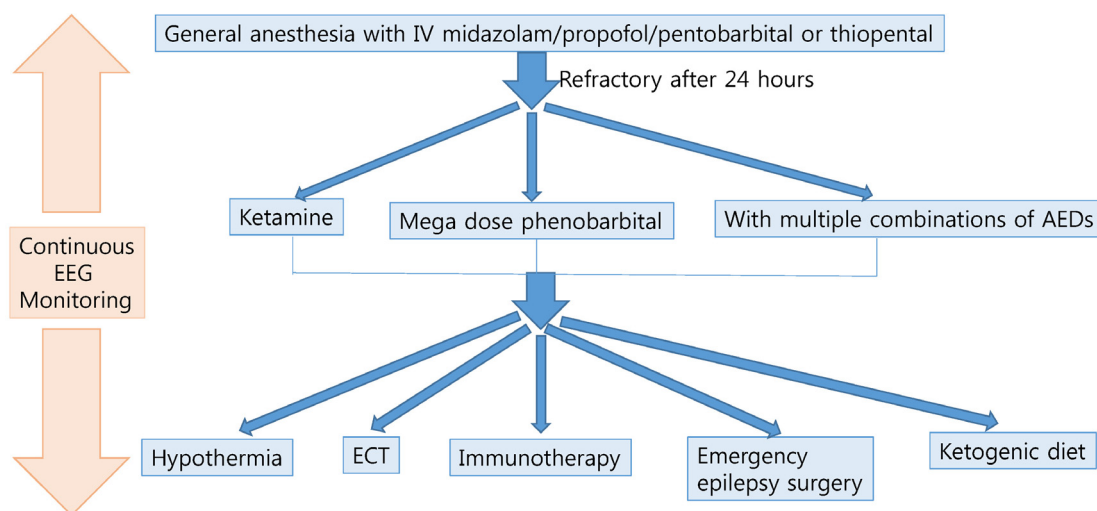 General anesthesia with IV midazolam/propofol/pentobarbital or thiopental
Refractory after 24 hours
Ketamine
Mega dose phenobarbital
With multiple combinations of AEDs
Continuous
EEG
Monitoring
Hypothermia
ECT
Immunotherapy
Emergency
epilepsy surgery
Ketogenic diet